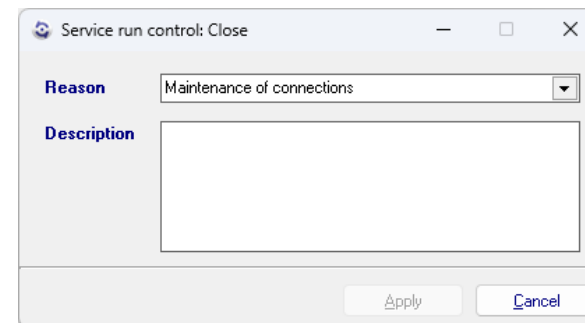 Service run control: Close
Reason
Maintenance of connections
Description
Apply
Cancel